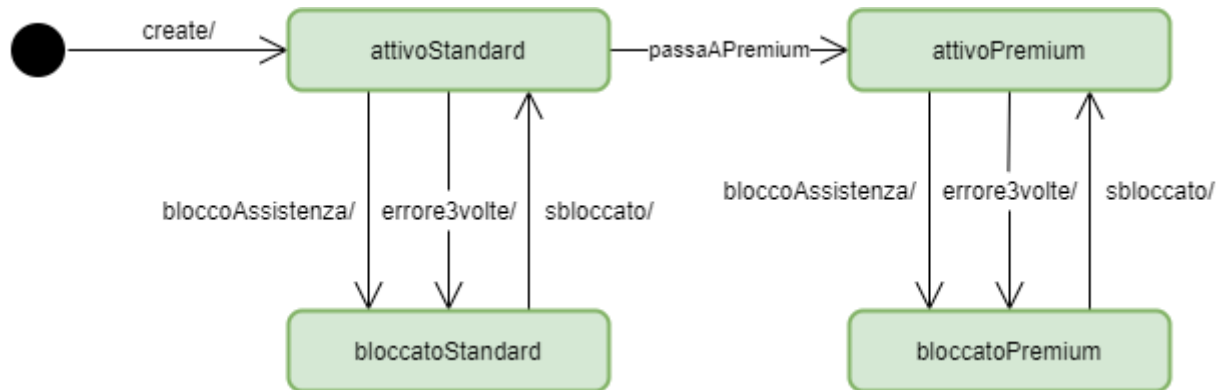 create/
attivoStandard
passaAPremium
attivoPremium
bloccoAssistenza/
errore3volte/
sbloccato/
bloccoAssistenza/
errore3volte/
sbloccato/
bloccatoStandard
bloccatoPremium